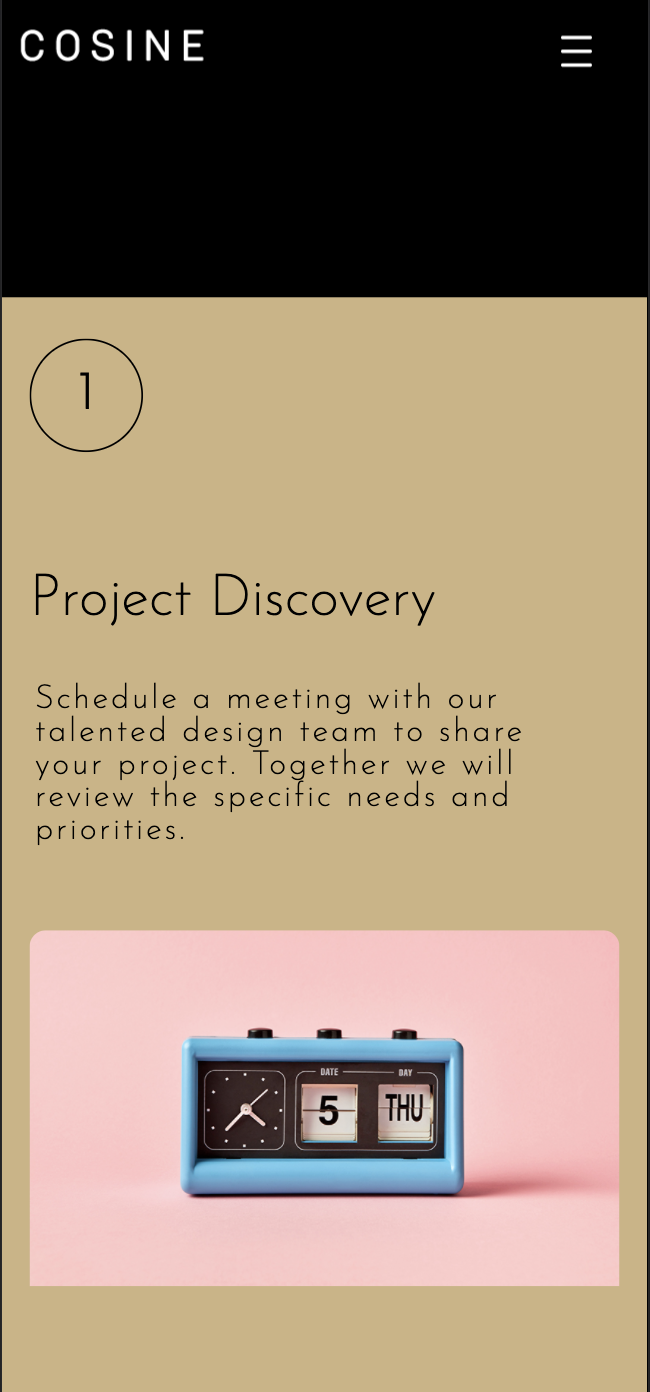 COSINE
1
Project Discovery
Schedule a meeting with our
talented design team to share
your project. Together we will
review the specific needs and
priorities.
DATE DAY
5 THU